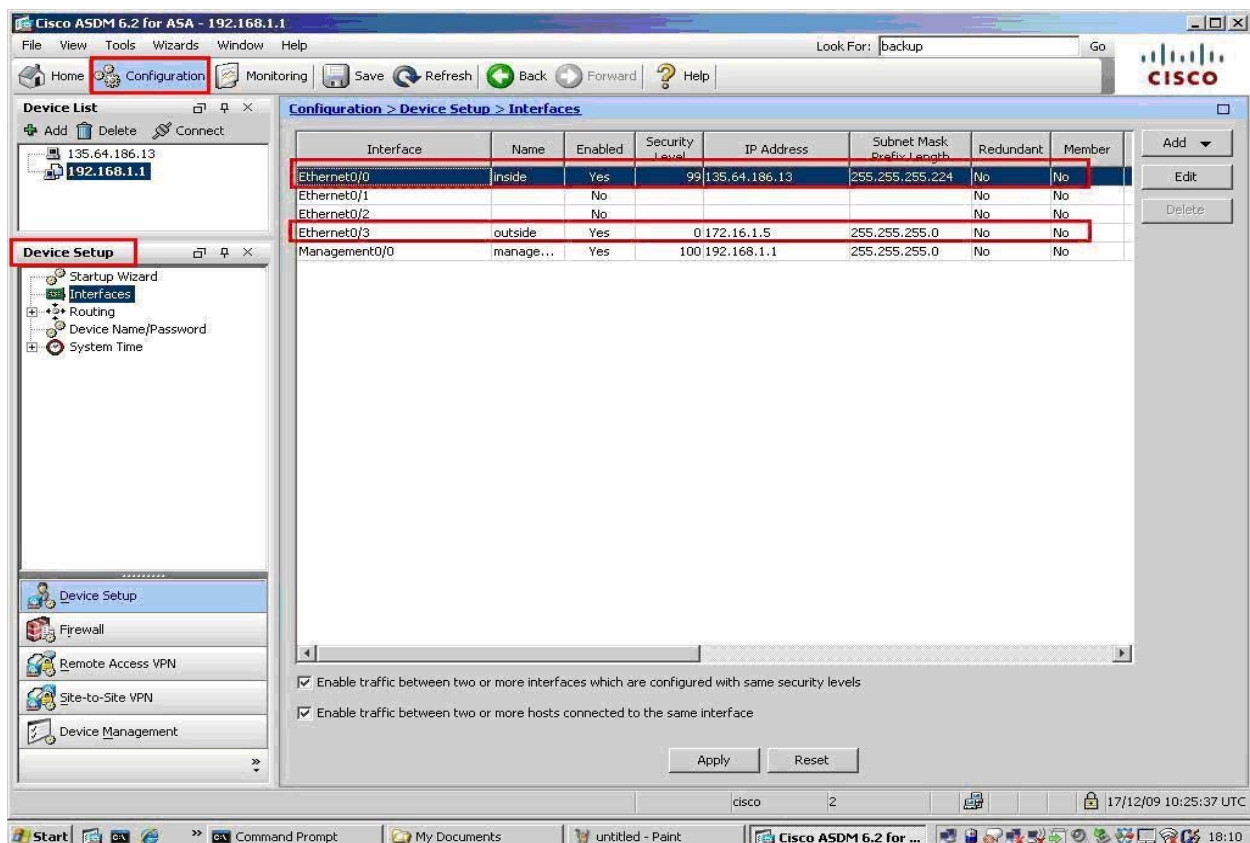 Cisco ASDM 6.2 for ASA - 192.168.1.1
File View Tools Wizards Window Help
Look For: backup Go
Home Configuration Monitoring Save Refresh Back Forward Help
CISCO
Device List
Add Delete Connect
135.64.186.13
192.168.1.1
Device Setup
Startup Wizard
Interfaces
Routing
Device Name/Password
System Time
Device Setup
Firewall
Remote Access VPN
Site-to-Site VPN
Device Management
Configuration > Device Setup > Interfaces
Interface Name Enabled Security Level IP Address Subnet Mask Prefix Length Redundant Member
Ethernet0/0 inside Yes 99 135.64.186.13 255.255.255.224 No No
Ethernet0/1 No No No
Ethernet0/2 No No No
Ethernet0/3 outside Yes 0 172.16.1.5 255.255.255.0 No No
Management0/0 manage... Yes 100 192.168.1.1 255.255.255.0 No No
Add
Edit
Delete
Enable traffic between two or more interfaces which are configured with same security levels
Enable traffic between two or more hosts connected to the same interface
Apply Reset
cisco 2 17/12/09 10:25:37 UTC
Start Command Prompt My Documents untitled - Paint Cisco ASDM 6.2 for ... 18:10